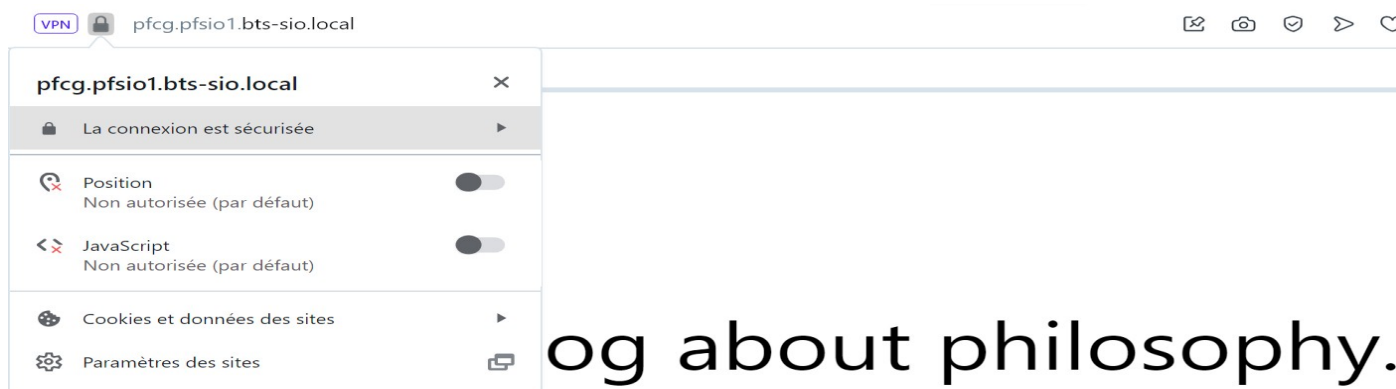 VPN pfcg.pfsio1.bts-sio.local
pfcg.pfsio1.bts-sio.local
La connexion est sécurisée
Position
Non autorisée (par défaut)
JavaScript
Non autorisée (par défaut)
Cookies et données des sites
Paramètres des sites
og about philosophy.